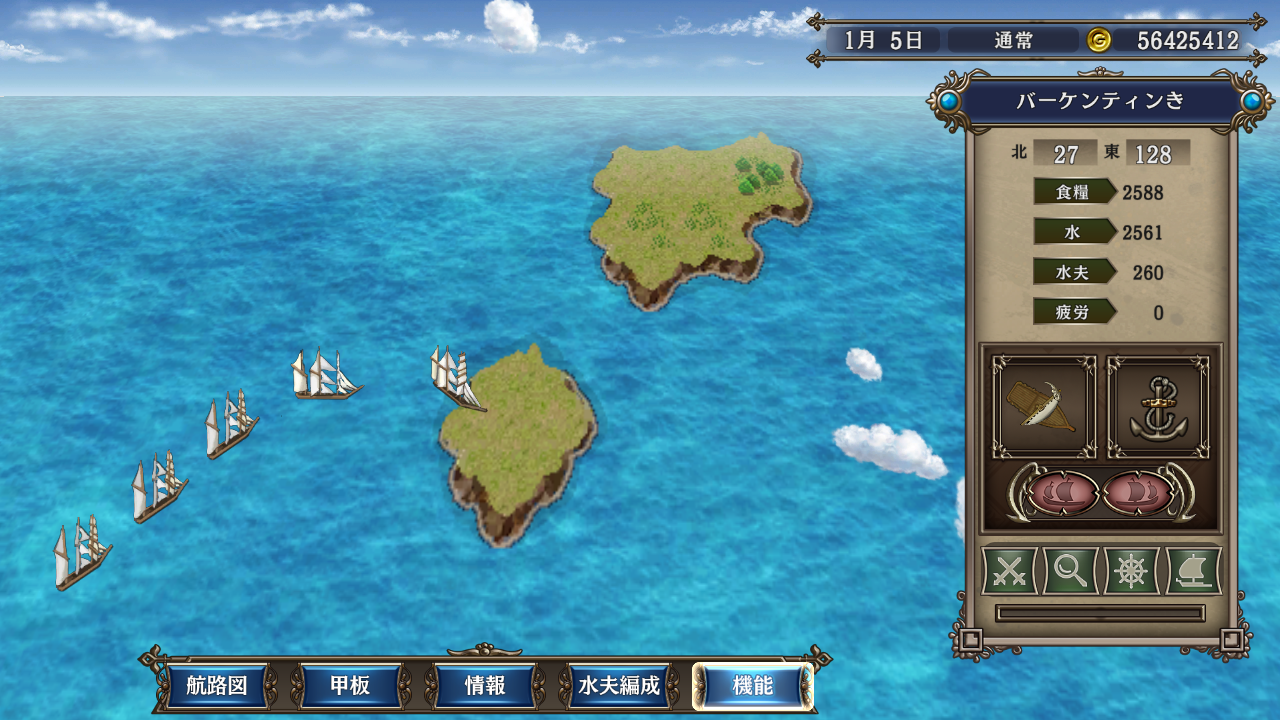 1月 5日 通常 G 56425412
バーケンティンき
北 27 東 128
食糧 2588
水 2561
水夫 260
疲労 0
航路図 甲板 情報 水夫編成 機能